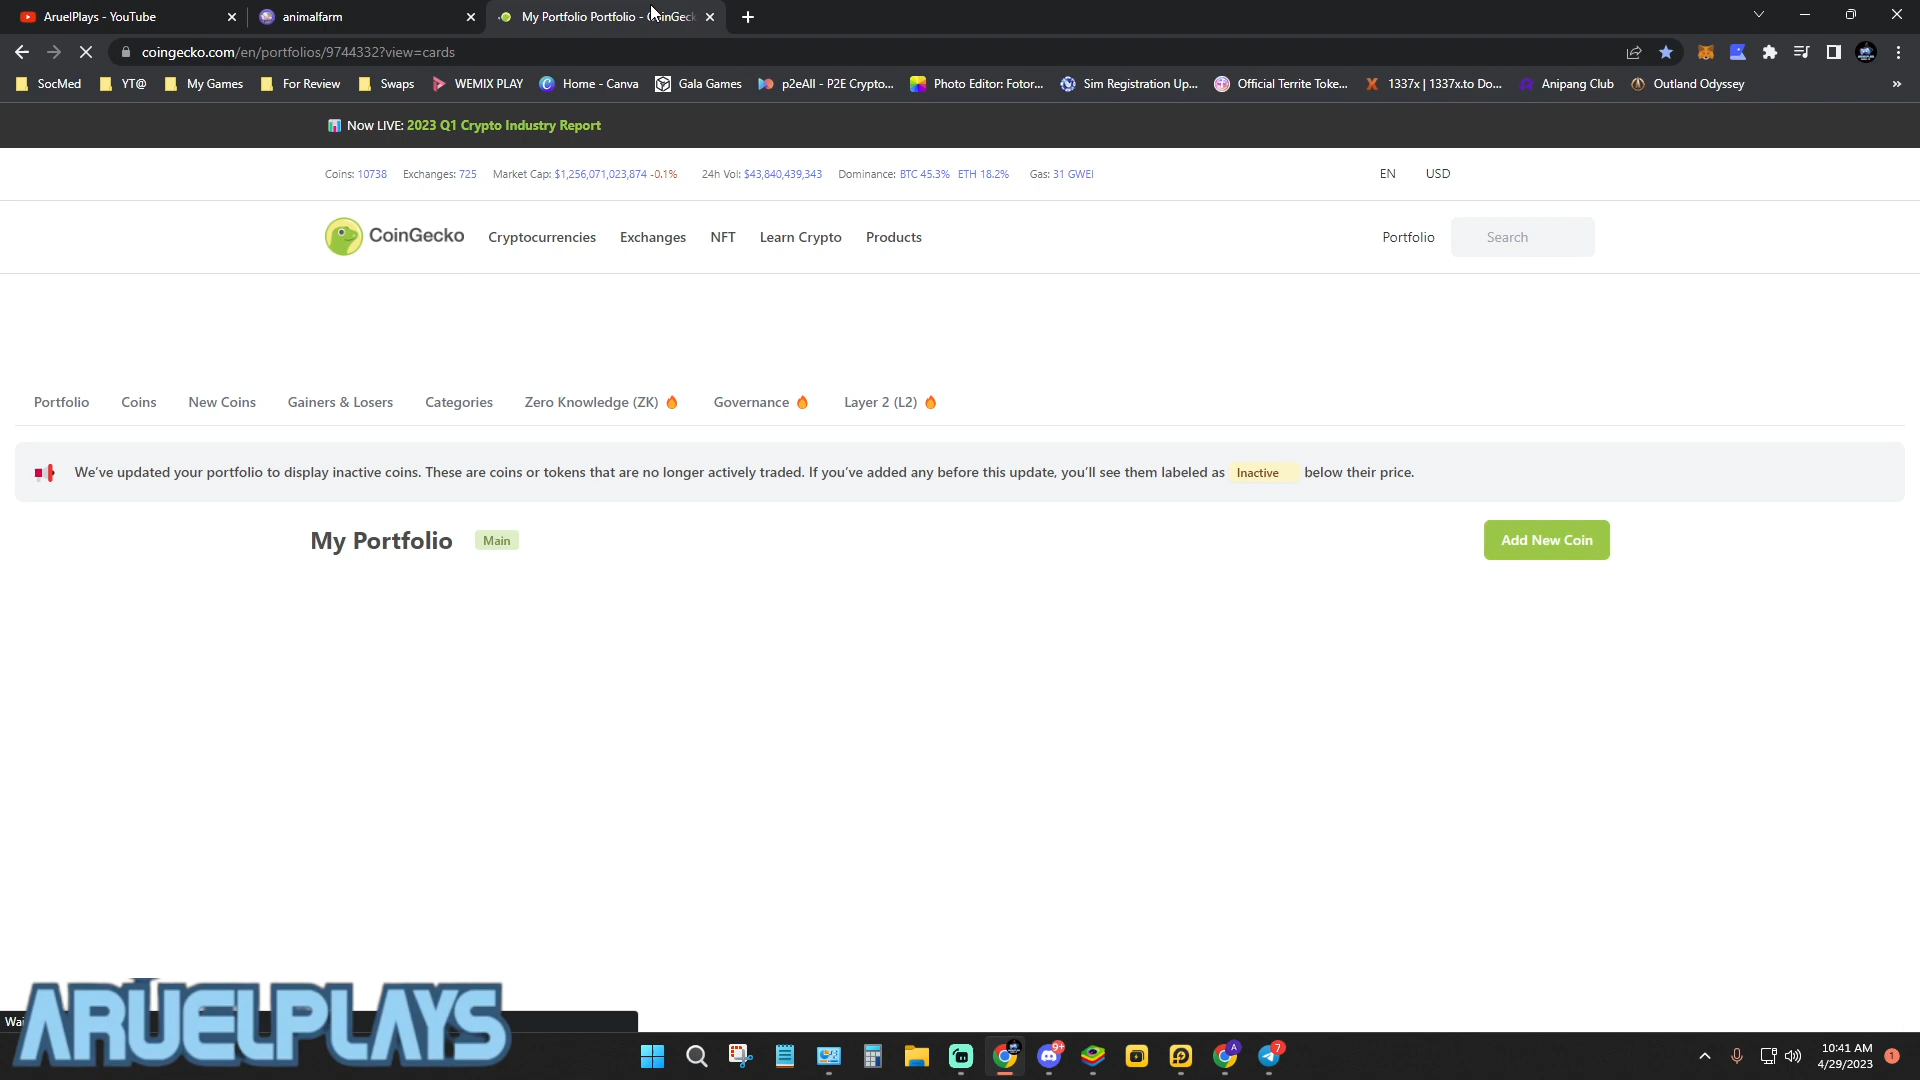 AruelPlays - YouTube
animalfarm
My Portfolio Portfolio - CoinGeck
coingecko.com/en/portfolios/9744332?view=cards
SocMed
YT@
My Games
For Review
Swaps
WEMIX PLAY
Home - Canva
Gala Games
p2eAll - P2E Crypto...
Photo Editor: Fotor...
Sim Registration Up...
Official Territe Toke...
1337x | 1337x.to Do...
Anipang Club
Outland Odyssey
»
Now LIVE: 2023 Q1 Crypto Industry Report
Coins: 10738 Exchanges: 725 Market Cap: $1,256,071,023,874 -0.1% 24h Vol: $43,840,439,343 Dominance: BTC 45.3% ETH 18.2% Gas: 31 GWEI
EN USD
CoinGecko
Cryptocurrencies Exchanges NFT Learn Crypto Products
Portfolio
Search
Portfolio Coins New Coins Gainers & Losers Categories Zero Knowledge (ZK) Governance Layer 2 (L2)
We've updated your portfolio to display inactive coins. These are coins or tokens that are no longer actively traded. If you've added any before this update, you'll see them labeled as Inactive below their price.
My Portfolio Main
Add New Coin
Wai
ARUELPLAYS
9+
A
7
10:41 AM
4/29/2023
1